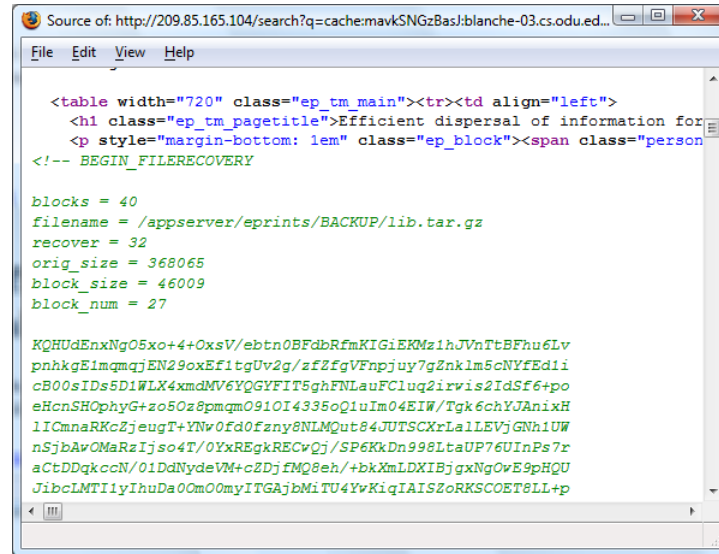 Source of: http://209.85.165.104/search?q=cache:mavkSNGzBasJ:blanche-03.cs.odu.ed...
File Edit View Help
<table width="720" class="ep_tm_main"><tr><td align="left">
<h1 class="ep_tm_pagetitle">Efficient dispersal of information for
<p style="margin-bottom: 1em" class="ep_block"><span class="person
<!-- BEGIN_FILERECOVERY
blocks = 40
filename = /appserver/eprints/BACKUP/lib.tar.gz
recover = 32
orig_size = 368065
block_size = 46009
block_num = 27
KQHUdEnxNgO5xo+4+OxsV/ebtn0BFdbRfmKIGiEKMz1hJVnTtBFhu6Lv
pnhkgE1mqmqjEN29oxEf1tgUv2g/zfZfgVFnpjuy7gZnklm5cNYfEd1i
cB00sIDs5D1WLX4xmdMV6YQGYFIT5ghFNLauFCluq2irwis2IdSf6+po
eHcnSHOphyG+zo5Oz8pmqmO91OI4335oQ1uIm04EIW/Tgk6chYJAnixH
lICmnaRKcZjeugT+YNw0fd0fzny8NLMQut84JUTSCXrLalLEVjGNh1UW
nSjbAwOMaRzIjso4T/0YxREgkRECwQj/SP6KkDn998LtaUP76UInPs7r
aCtDDqkccN/01DdNydeVM+cZDjfMQ8eh/+bkXmLDXIBjgxNgOwE9pHQU
JibcLMTI1yIhuDa0OmO0myITGAjbMiTU4YwKiqIAISZoRKSCOET8LL+p